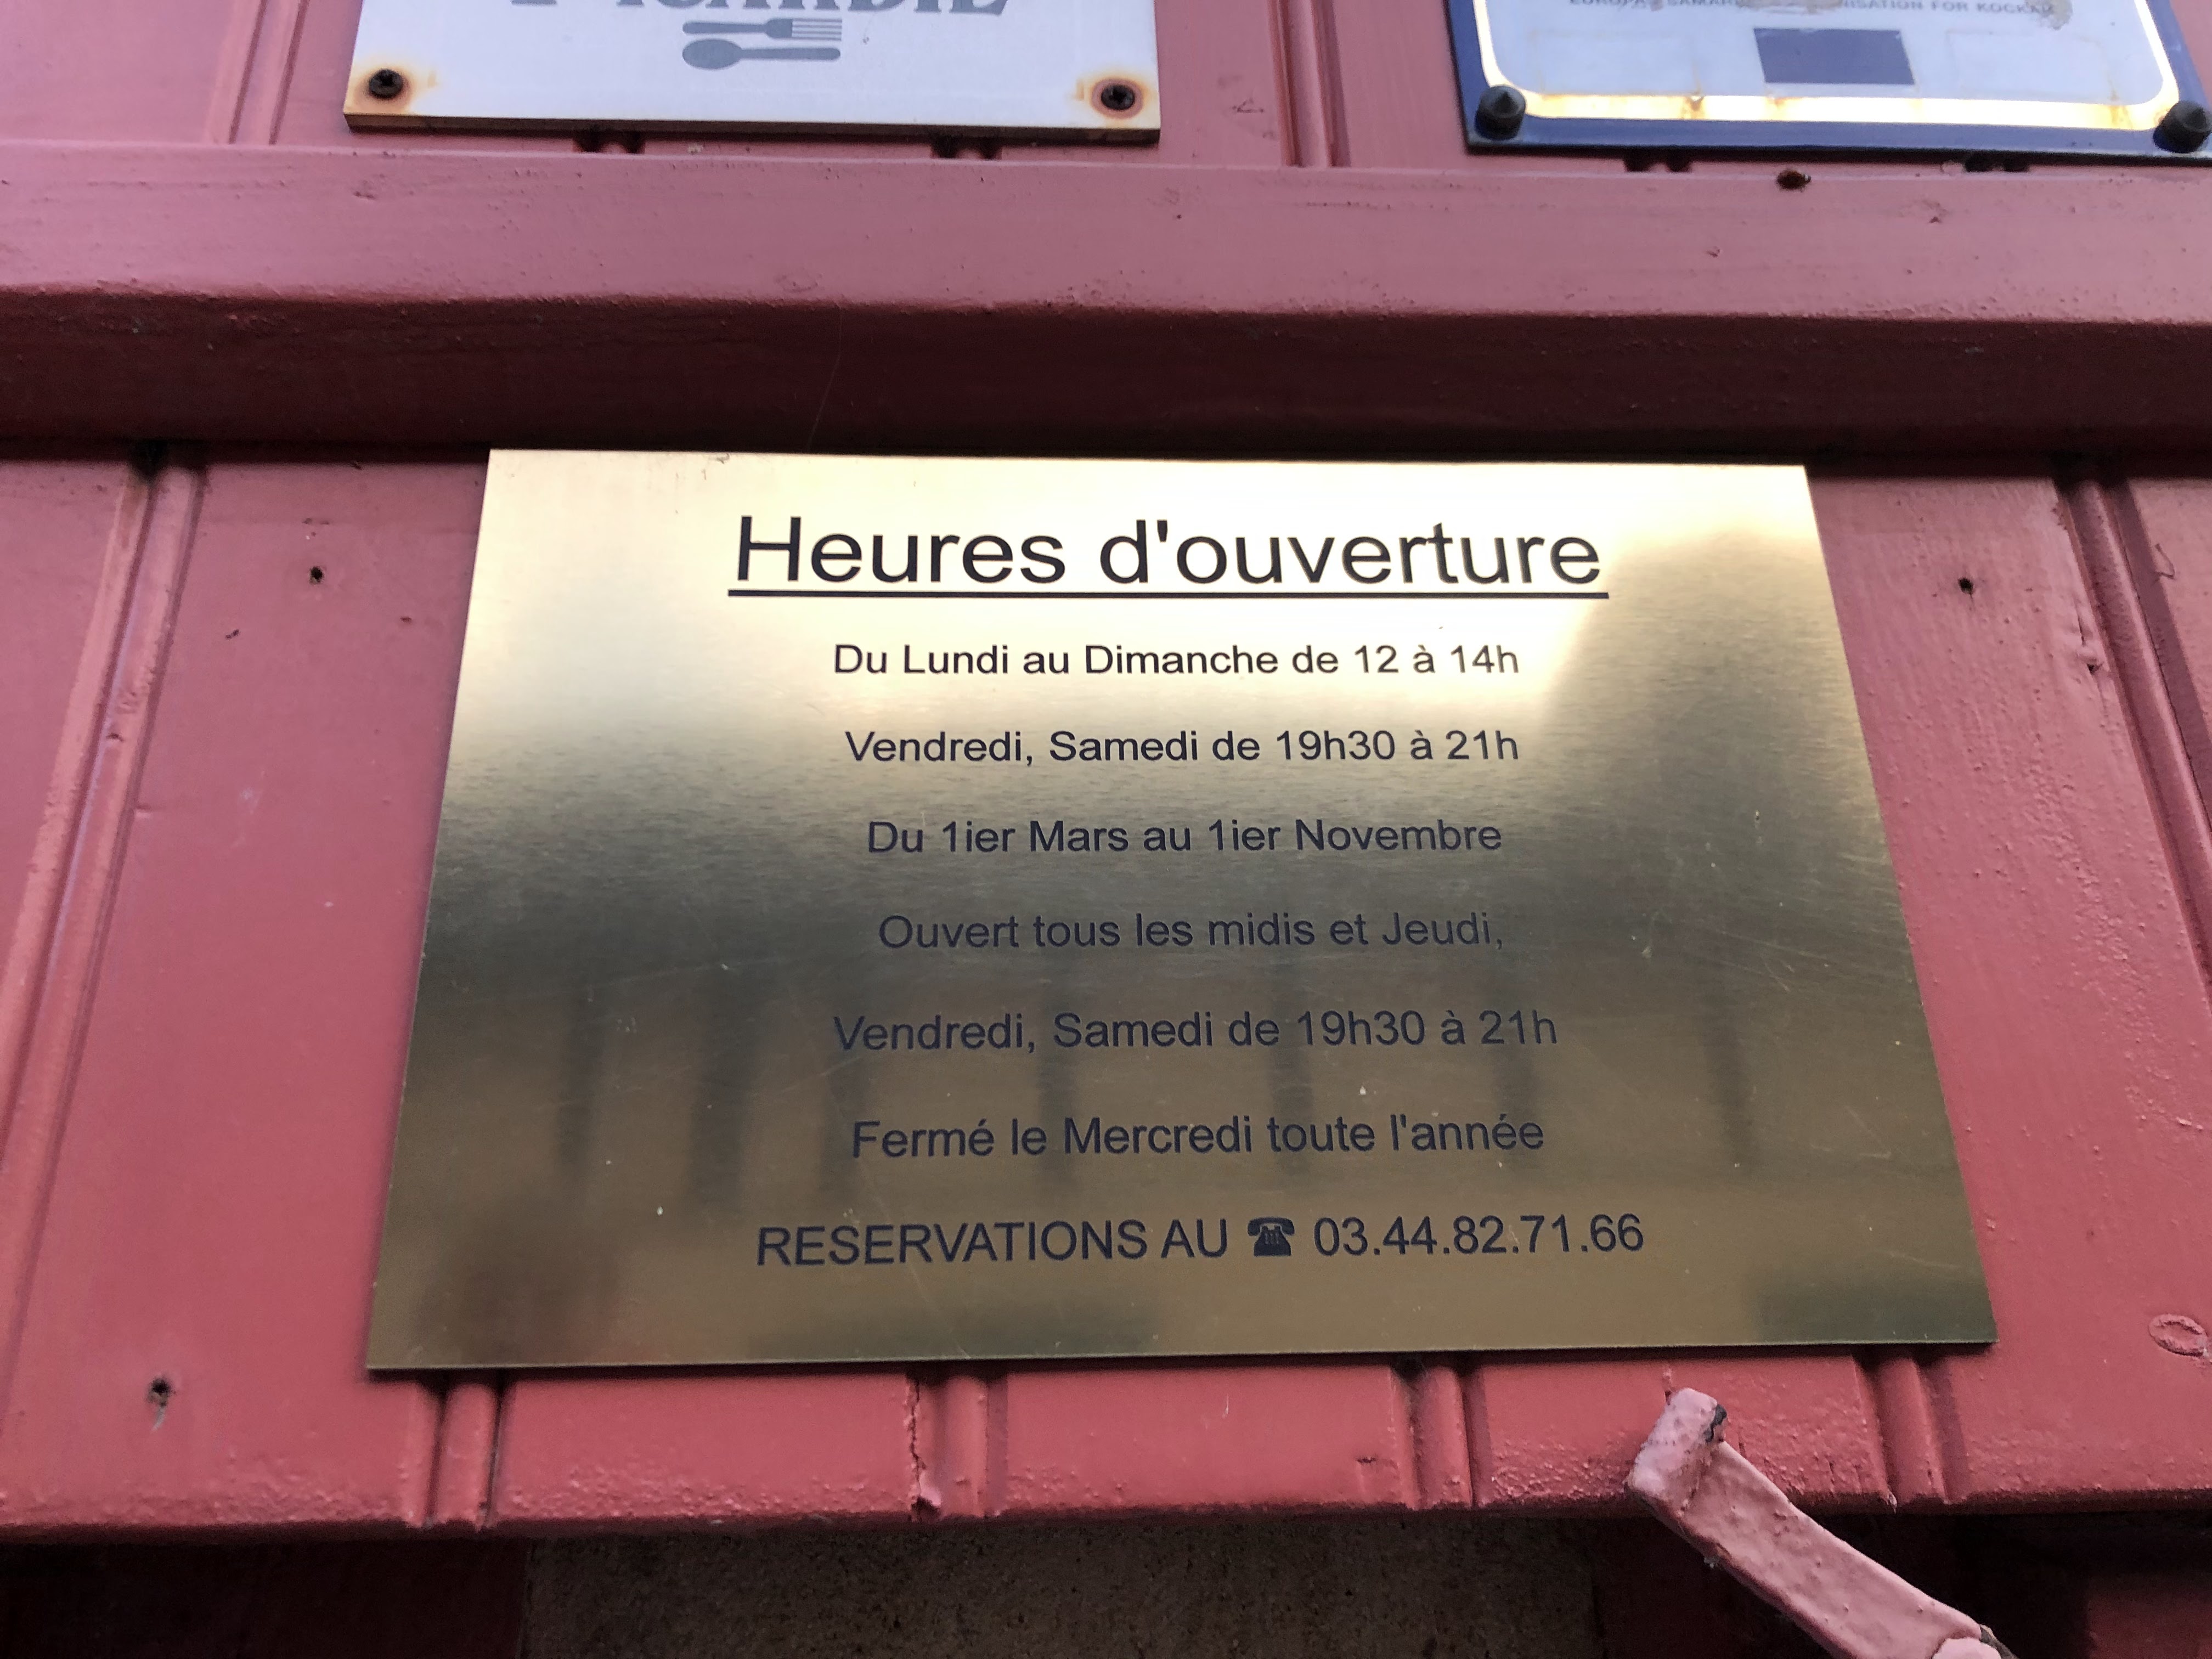 EUROPA
FOR
Heures d'ouverture
Du Lundi au Dimanche de 12 à 14h
Vendredi, Samedi de 19h30 à 21h
Du 1ier Mars au 1ier Novembre
Ouvert tous les midis et Jeudi,
Vendredi, Samedi de 19h30 à 21h
Fermé le Mercredi toute l'année
RESERVATIONS AU ☎ 03.44.82.71.66